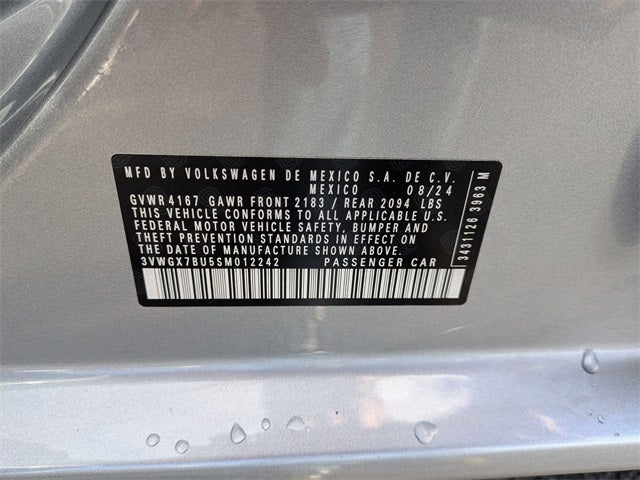 MFD BY VOLKSWAGEN DE MEXICO S.A. DE C.V.
MEXICO 08/24
GVWR 4167 GAWR FRONT 2183 / REAR 2094 LBS
THIS VEHICLE CONFORMS TO ALL APPLICABLE U.S.
FEDERAL MOTOR VEHICLE SAFETY, BUMPER AND
THEFT PREVENTION STANDARDS IN EFFECT ON
THE DATE OF MANUFACTURE SHOWN ABOVE.
3VWGX7BU5SM012242 PASSENGER CAR
3431126 3963 M